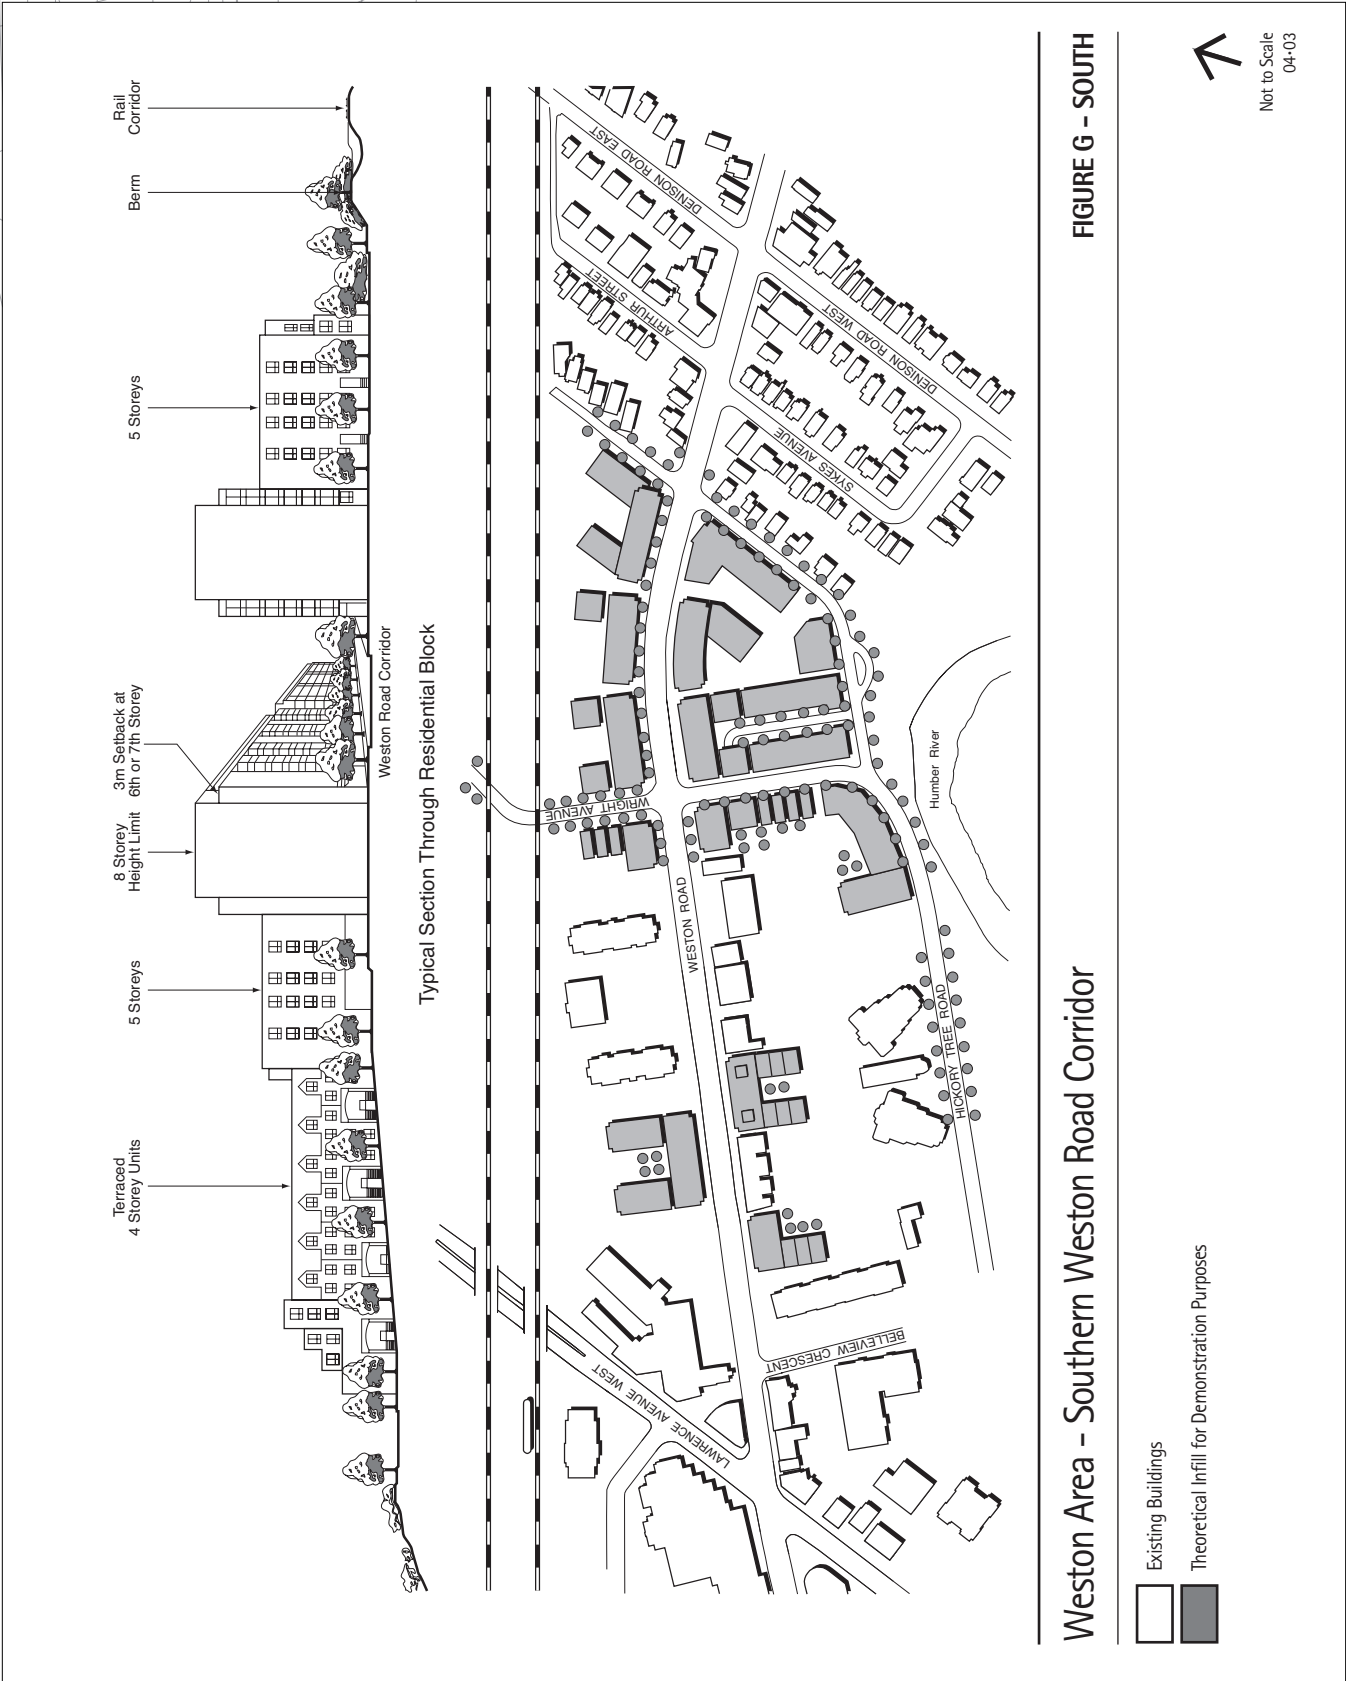 Terraced
4 Storey Units
5 Storeys
8 Storey
Height Limit
3m Setback at
6th or 7th Storey
5 Storeys
Berm
Rail
Corridor
Weston Road Corridor
Typical Section Through Residential Block
LAWRENCE AVENUE WEST
BELLEVIEW CRESCENT
WESTON ROAD
WRIGHT AVENUE
HICKORY TREE ROAD
Humber River
ARTHUR STREET
DENISON ROAD EAST
SYKES AVENUE
DENISON ROAD WEST
Weston Area – Southern Weston Road Corridor
FIGURE G – SOUTH
Existing Buildings
Theoretical Infill for Demonstration Purposes
Not to Scale
04•03